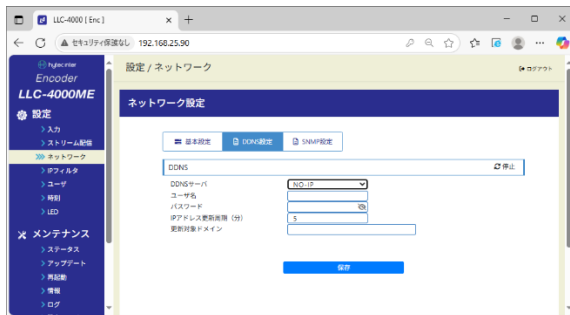 LLC-4000 [ Enc ]
セキュリティ保護なし 192.168.25.90
hytec inter
Encoder
LLC-4000ME
設定
入力
ストリーム配信
ネットワーク
IPフィルタ
ユーザ
時刻
LED
メンテナンス
ステータス
アップデート
再起動
情報
ログ
設定 / ネットワーク
ログアウト
ネットワーク設定
基本設定 DDNS設定 SNMP設定
DDNS 停止
DDNSサーバ NO-IP
ユーザ名
パスワード
IPアドレス更新周期（分） 5
更新対象ドメイン
保存